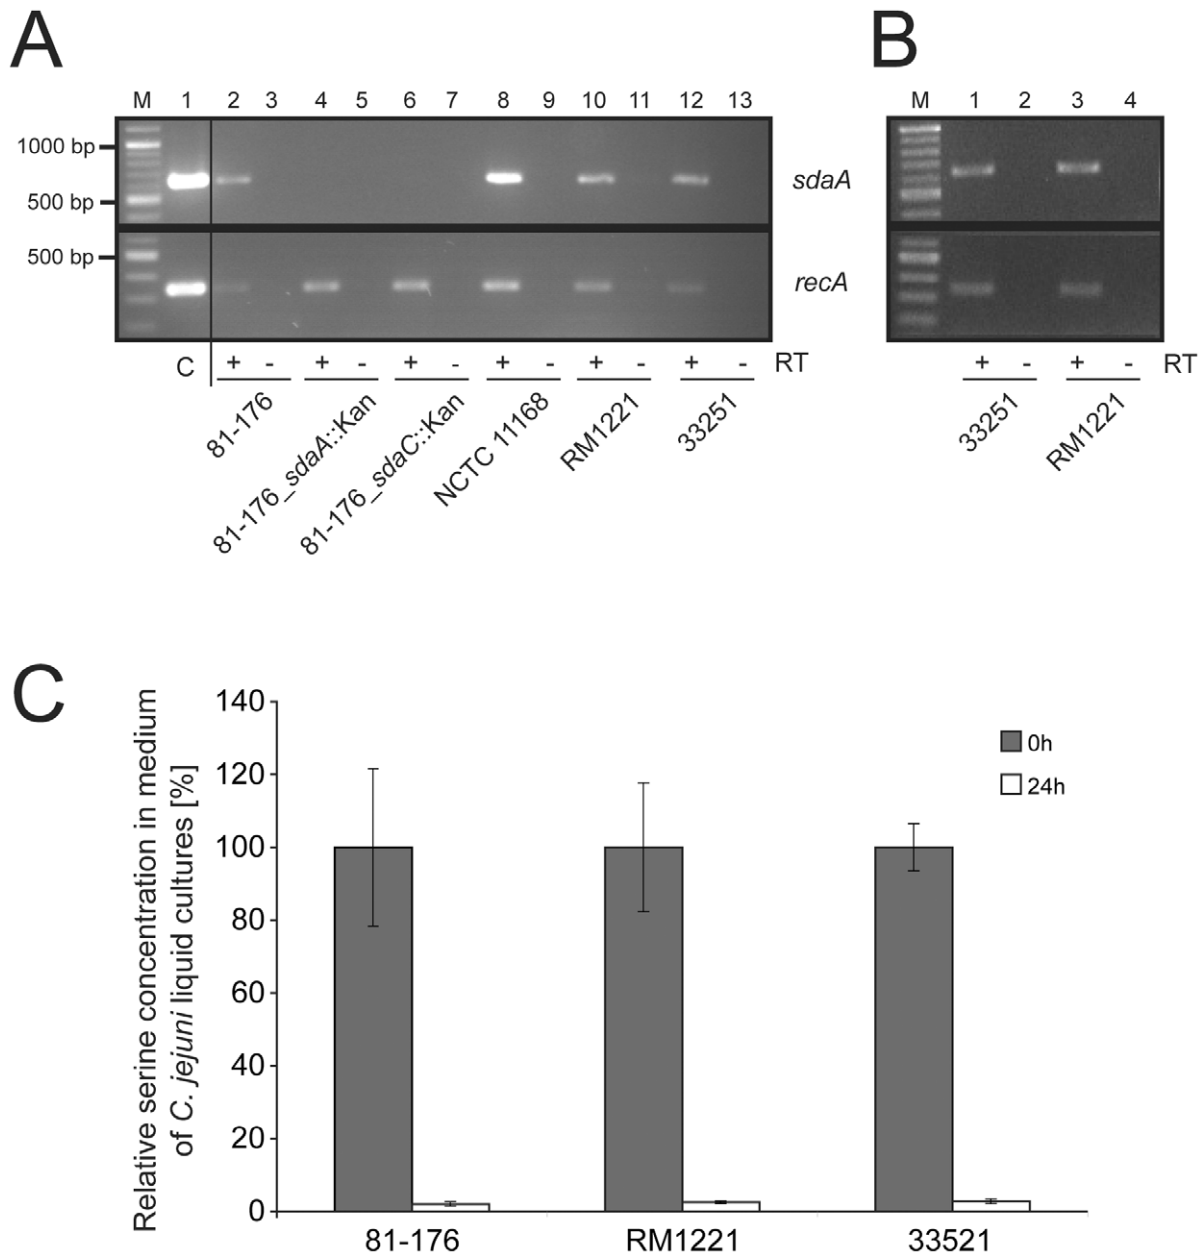 A
M 1 2 3 4 5 6 7 8 9 10 11 12 13
1000 bp
500 bp
sdaA
500 bp
recA
C + - + - + - + - + - + - RT
81-176
81-176_sdaA::Kan
81-176_sdaC::Kan
NCTC 11168
RM1221
33251
B
M 1 2 3 4
+ - + - RT
33251
RM1221
C
Relative serine concentration in medium
of C. jejuni liquid cultures [%]
140
120
100
80
60
40
20
0
0h
24h
81-176 RM1221 33521